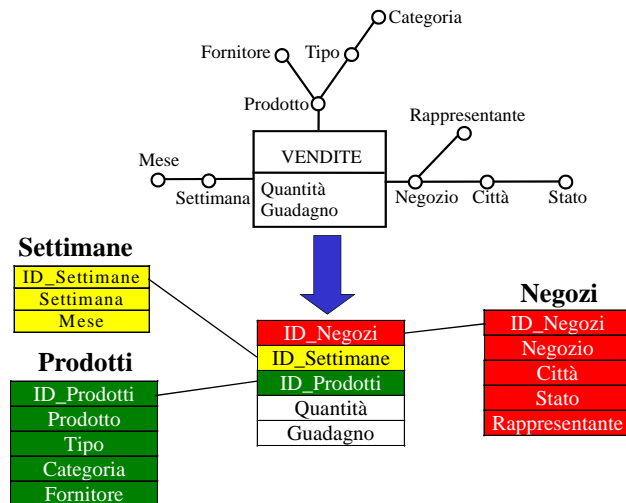 Categoria
Fornitore
Tipo
Prodotto
Rappresentante
VENDITE
Mese
Settimana
Quantità
Guadagno
Negozio
Città
Stato
Settimane
ID_Settimane
Settimana
Mese
Prodotti
ID_Prodotti
Prodotto
Tipo
Categoria
Fornitore
ID_Negozi
ID_Settimane
ID_Prodotti
Quantità
Guadagno
Negozi
ID_Negozi
Negozio
Città
Stato
Rappresentante